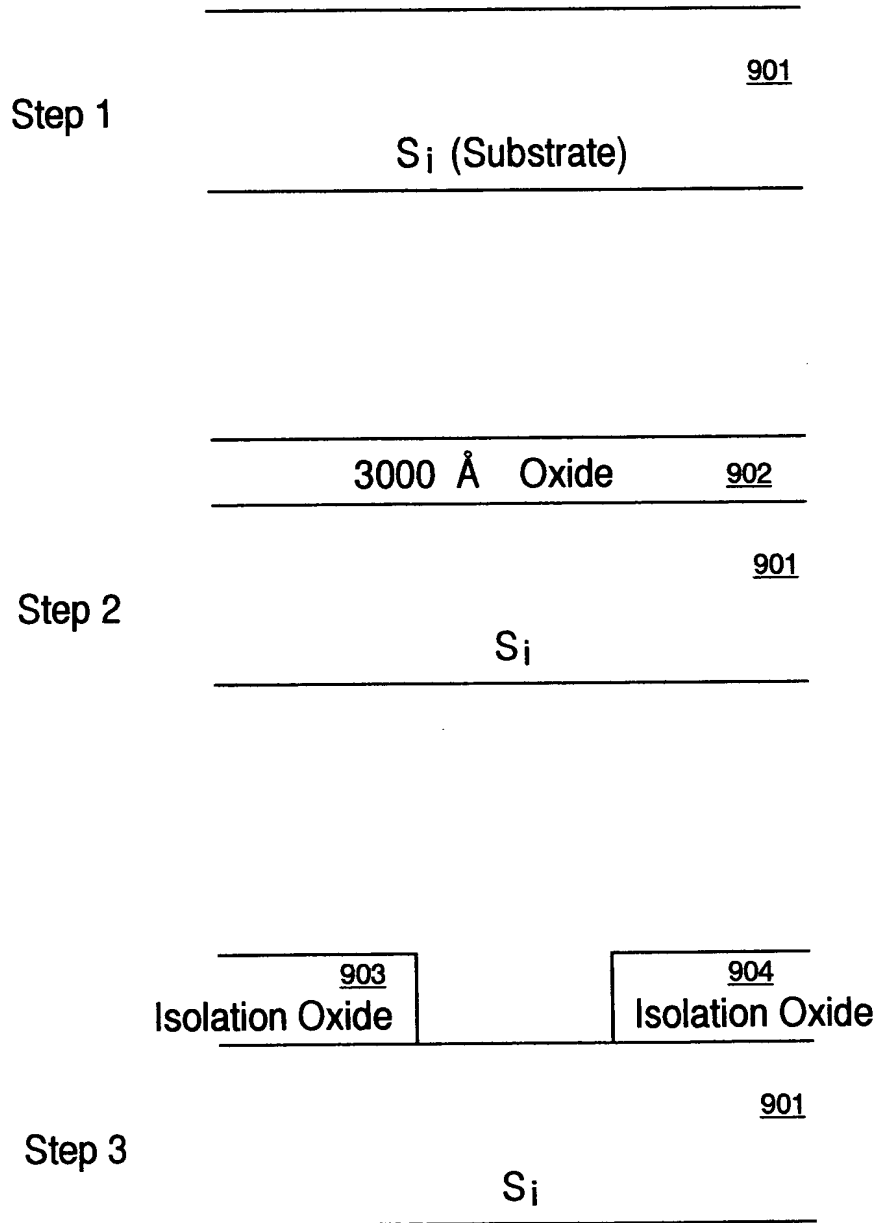 901
Step 1
Si (Substrate)
3000 Å Oxide 902
901
Step 2
Si
903 904
Isolation Oxide Isolation Oxide
901
Step 3
Si